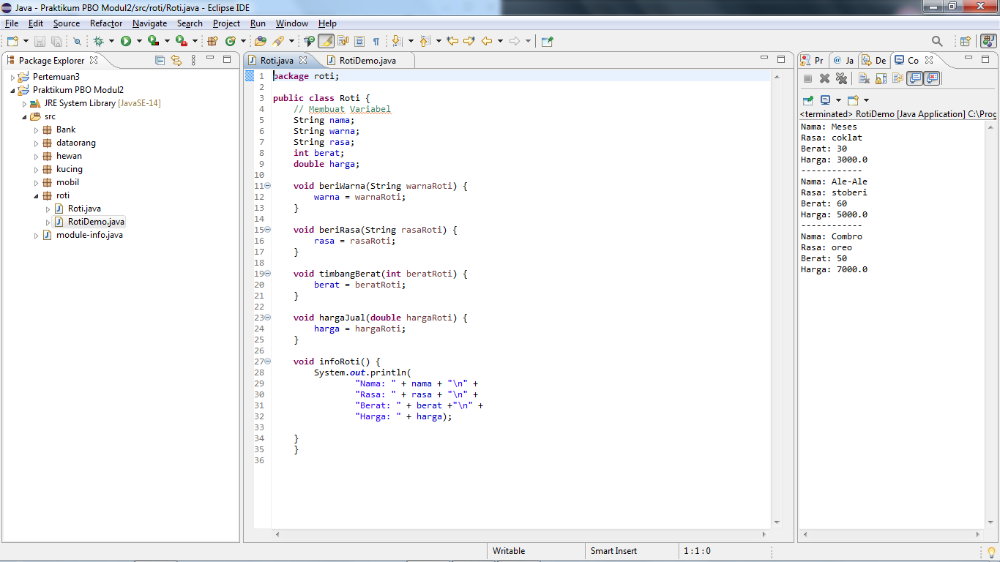 Java - Praktikum PBO Modul2/src/roti/Roti.java - Eclipse IDE
File Edit Source Refactor Navigate Search Project Run Window Help
Package Explorer
Pertemuan3
Praktikum PBO Modul2
JRE System Library [JavaSE-14]
src
Bank
dataorang
hewan
kucing
mobil
roti
Roti.java
RotiDemo.java
module-info.java
Roti.java RotiDemo.java
1 package roti;
2
3 public class Roti {
4     // Membuat Variabel
5     String nama;
6     String warna;
7     String rasa;
8     int berat;
9     double harga;
10
11     void beriWarna(String warnaRoti) {
12         warna = warnaRoti;
13     }
14
15     void beriRasa(String rasaRoti) {
16         rasa = rasaRoti;
17     }
18
19     void timbangBerat(int beratRoti) {
20         berat = beratRoti;
21     }
22
23     void hargaJual(double hargaRoti) {
24         harga = hargaRoti;
25     }
26
27     void infoRoti() {
28         System.out.println(
29                 "Nama: " + nama + "\n" +
30                 "Rasa: " + rasa + "\n" +
31                 "Berat: " + berat +"\n" +
32                 "Harga: " + harga);
33
34     }
35     }
36
Pr Ja De Co
<terminated> RotiDemo [Java Application] C:\Prog
Nama: Meses
Rasa: coklat
Berat: 30
Harga: 3000.0
------------
Nama: Ale-Ale
Rasa: stoberi
Berat: 60
Harga: 5000.0
------------
Nama: Combro
Rasa: oreo
Berat: 50
Harga: 7000.0
Writable Smart Insert 1 : 1 : 0